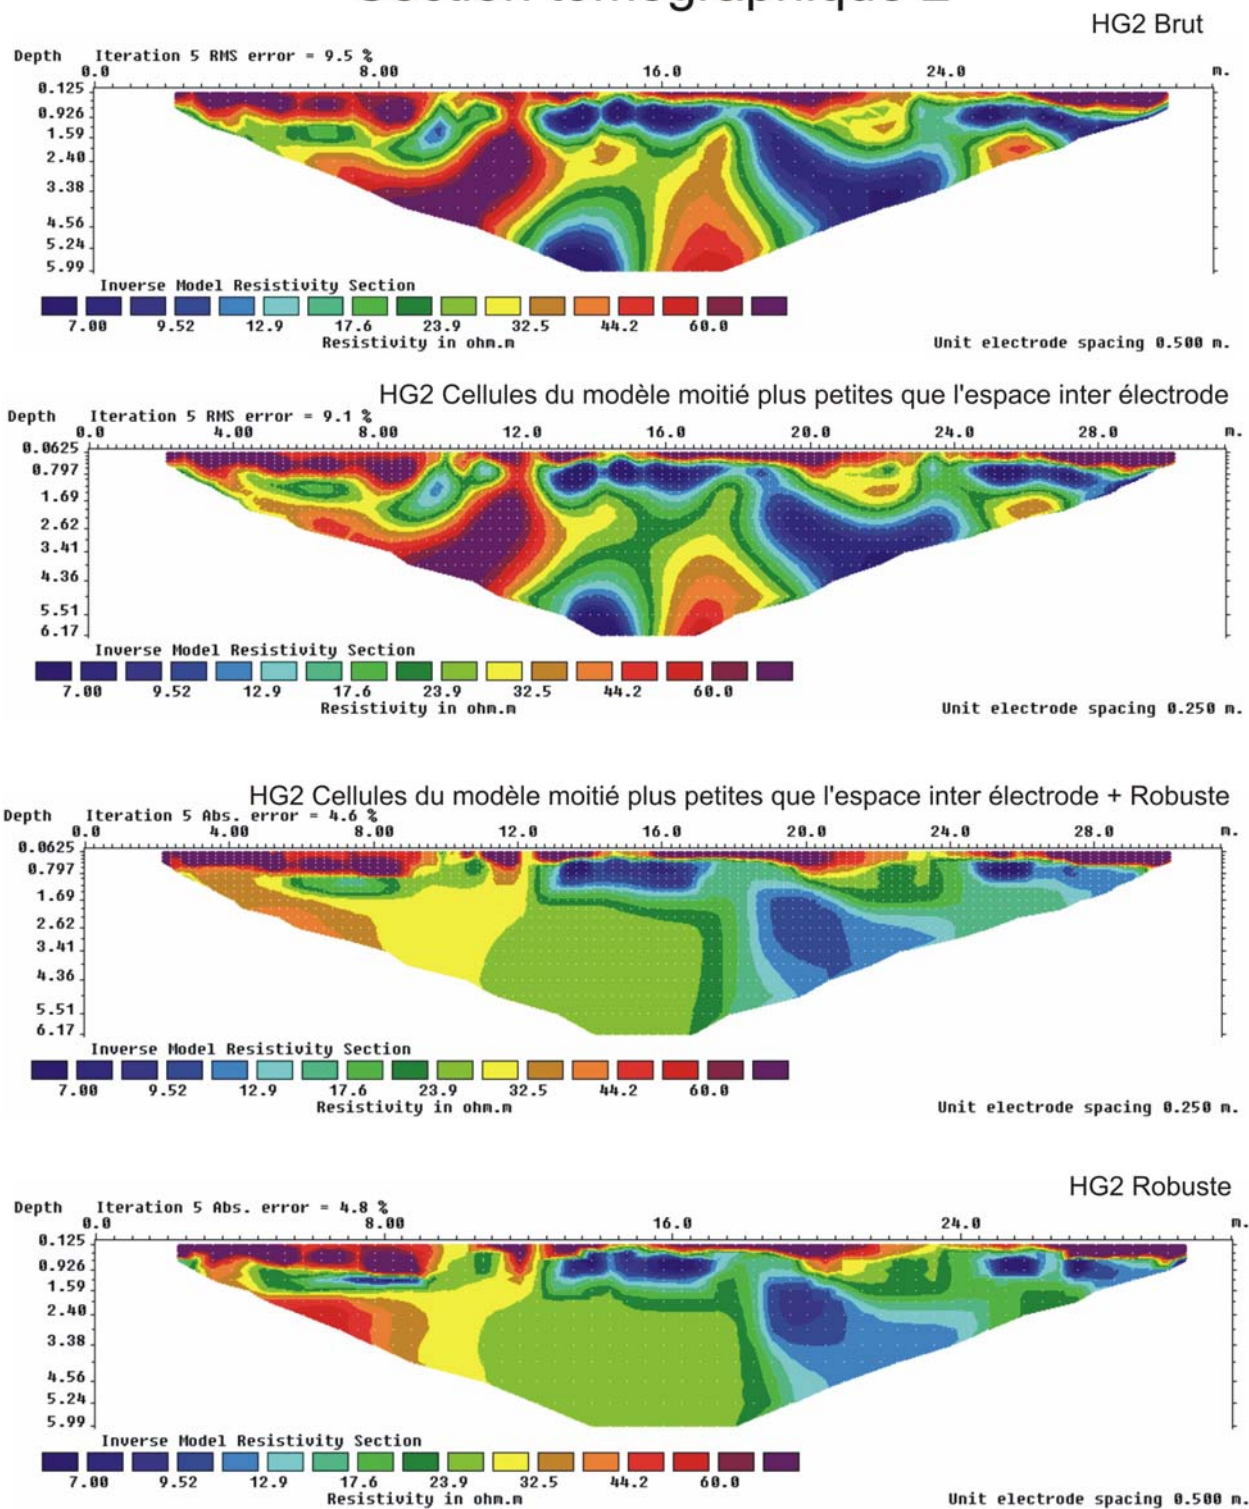 Section tomographique 2
HG2 Brut
Depth Iteration 5 RMS error = 9.5 %
0.0 8.00 16.0 24.0 m.
0.125
0.926
1.59
2.40
3.38
4.56
5.24
5.99
Inverse Model Resistivity Section
7.00 9.52 12.9 17.6 23.9 32.5 44.2 60.0
Resistivity in ohm.m
Unit electrode spacing 0.500 m.
HG2 Cellules du modèle moitié plus petites que l'espace inter électrode
Depth Iteration 5 RMS error = 9.1 %
0.0 4.00 8.00 12.0 16.0 20.0 24.0 28.0 m.
0.0625
0.797
1.69
2.62
3.41
4.36
5.51
6.17
Inverse Model Resistivity Section
7.00 9.52 12.9 17.6 23.9 32.5 44.2 60.0
Resistivity in ohm.m
Unit electrode spacing 0.250 m.
HG2 Cellules du modèle moitié plus petites que l'espace inter électrode + Robuste
Depth Iteration 5 Abs. error = 4.6 %
0.0 4.00 8.00 12.0 16.0 20.0 24.0 28.0 m.
0.0625
0.797
1.69
2.62
3.41
4.36
5.51
6.17
Inverse Model Resistivity Section
7.00 9.52 12.9 17.6 23.9 32.5 44.2 60.0
Resistivity in ohm.m
Unit electrode spacing 0.250 m.
HG2 Robuste
Depth Iteration 5 Abs. error = 4.8 %
0.0 8.00 16.0 24.0 m.
0.125
0.926
1.59
2.40
3.38
4.56
5.24
5.99
Inverse Model Resistivity Section
7.00 9.52 12.9 17.6 23.9 32.5 44.2 60.0
Resistivity in ohm.m
Unit electrode spacing 0.500 m.